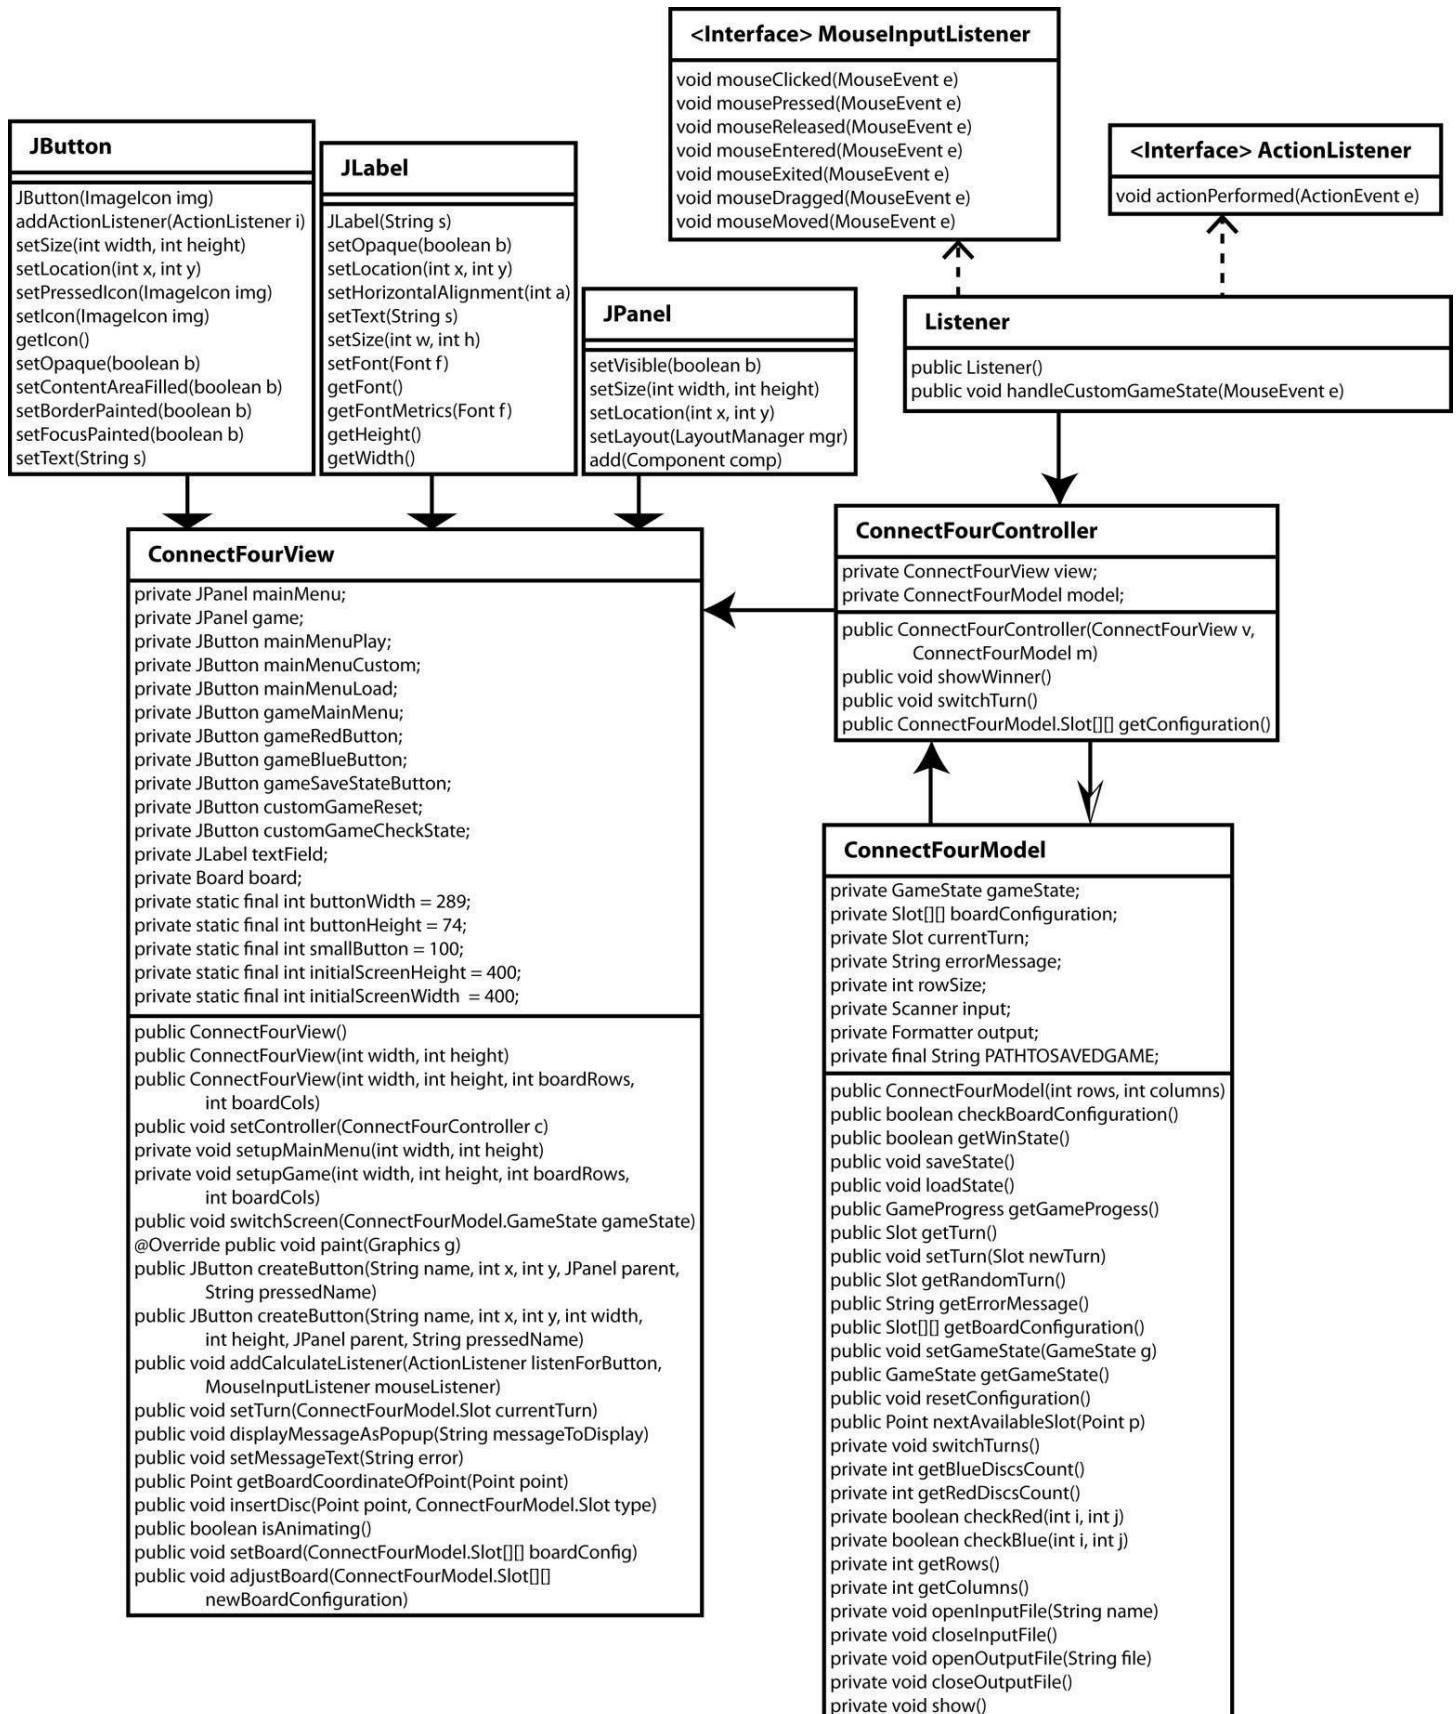 <Interface> MouseInputListener
void mouseClicked(MouseEvent e)
void mousePressed(MouseEvent e)
void mouseReleased(MouseEvent e)
void mouseEntered(MouseEvent e)
void mouseExited(MouseEvent e)
void mouseDragged(MouseEvent e)
void mouseMoved(MouseEvent e)
<Interface> ActionListener
void actionPerformed(ActionEvent e)
JButton
JButton(ImageIcon img)
addActionListener(ActionListener i)
setSize(int width, int height)
setLocation(int x, int y)
setPressedIcon(ImageIcon img)
setIcon(ImageIcon img)
getIcon()
setOpaque(boolean b)
setContentAreaFilled(boolean b)
setBorderPainted(boolean b)
setFocusPainted(boolean b)
setText(String s)
JLabel
JLabel(String s)
setOpaque(boolean b)
setLocation(int x, int y)
setHorizontalAlignment(int a)
setText(String s)
setSize(int w, int h)
setFont(Font f)
getFont()
getFontMetrics(Font f)
getHeight()
getWidth()
JPanel
setVisible(boolean b)
setSize(int width, int height)
setLocation(int x, int y)
setLayout(LayoutManager mgr)
add(Component comp)
Listener
public Listener()
public void handleCustomGameState(MouseEvent e)
ConnectFourView
private JPanel mainMenu;
private JPanel game;
private JButton mainMenuPlay;
private JButton mainMenuCustom;
private JButton mainMenuLoad;
private JButton gameMainMenu;
private JButton gameRedButton;
private JButton gameBlueButton;
private JButton gameSaveStateButton;
private JButton customGameReset;
private JButton customGameCheckState;
private JLabel textField;
private Board board;
private static final int buttonWidth = 289;
private static final int buttonHeight = 74;
private static final int smallButton = 100;
private static final int initialScreenHeight = 400;
private static final int initialScreenWidth = 400;
public ConnectFourView()
public ConnectFourView(int width, int height)
public ConnectFourView(int width, int height, int boardRows,
int boardCols)
public void setController(ConnectFourController c)
private void setupMainMenu(int width, int height)
private void setupGame(int width, int height, int boardRows,
int boardCols)
public void switchScreen(ConnectFourModel.GameState gameState)
@Override public void paint(Graphics g)
public JButton createButton(String name, int x, int y, JPanel parent,
String pressedName)
public JButton createButton(String name, int x, int y, int width,
int height, JPanel parent, String pressedName)
public void addCalculateListener(ActionListener listenForButton,
MouseInputListener mouseListener)
public void setTurn(ConnectFourModel.Slot currentTurn)
public void displayMessageAsPopup(String messageToDisplay)
public void setMessageText(String error)
public Point getBoardCoordinateOfPoint(Point point)
public void insertDisc(Point point, ConnectFourModel.Slot type)
public boolean isAnimating()
public void setBoard(ConnectFourModel.Slot[][] boardConfig)
public void adjustBoard(ConnectFourModel.Slot[][]
newBoardConfiguration)
ConnectFourController
private ConnectFourView view;
private ConnectFourModel model;
public ConnectFourController(ConnectFourView v,
ConnectFourModel m)
public void showWinner()
public void switchTurn()
public ConnectFourModel.Slot[][] getConfiguration()
ConnectFourModel
private GameState gameState;
private Slot[][] boardConfiguration;
private Slot currentTurn;
private String errorMessage;
private int rowSize;
private Scanner input;
private Formatter output;
private final String PATHTOSAVEDGAME;
public ConnectFourModel(int rows, int columns)
public boolean checkBoardConfiguration()
public boolean getWinState()
public void saveState()
public void loadState()
public GameProgress getGameProgess()
public Slot getTurn()
public void setTurn(Slot newTurn)
public Slot getRandomTurn()
public String getErrorMessage()
public Slot[][] getBoardConfiguration()
public void setGameState(GameState g)
public GameState getGameState()
public void resetConfiguration()
public Point nextAvailableSlot(Point p)
private void switchTurns()
private int getBlueDiscsCount()
private int getRedDiscsCount()
private boolean checkRed(int i, int j)
private boolean checkBlue(int i, int j)
private int getRows()
private int getColumns()
private void openInputFile(String name)
private void closeInputFile()
private void openOutputFile(String file)
private void closeOutputFile()
private void show()